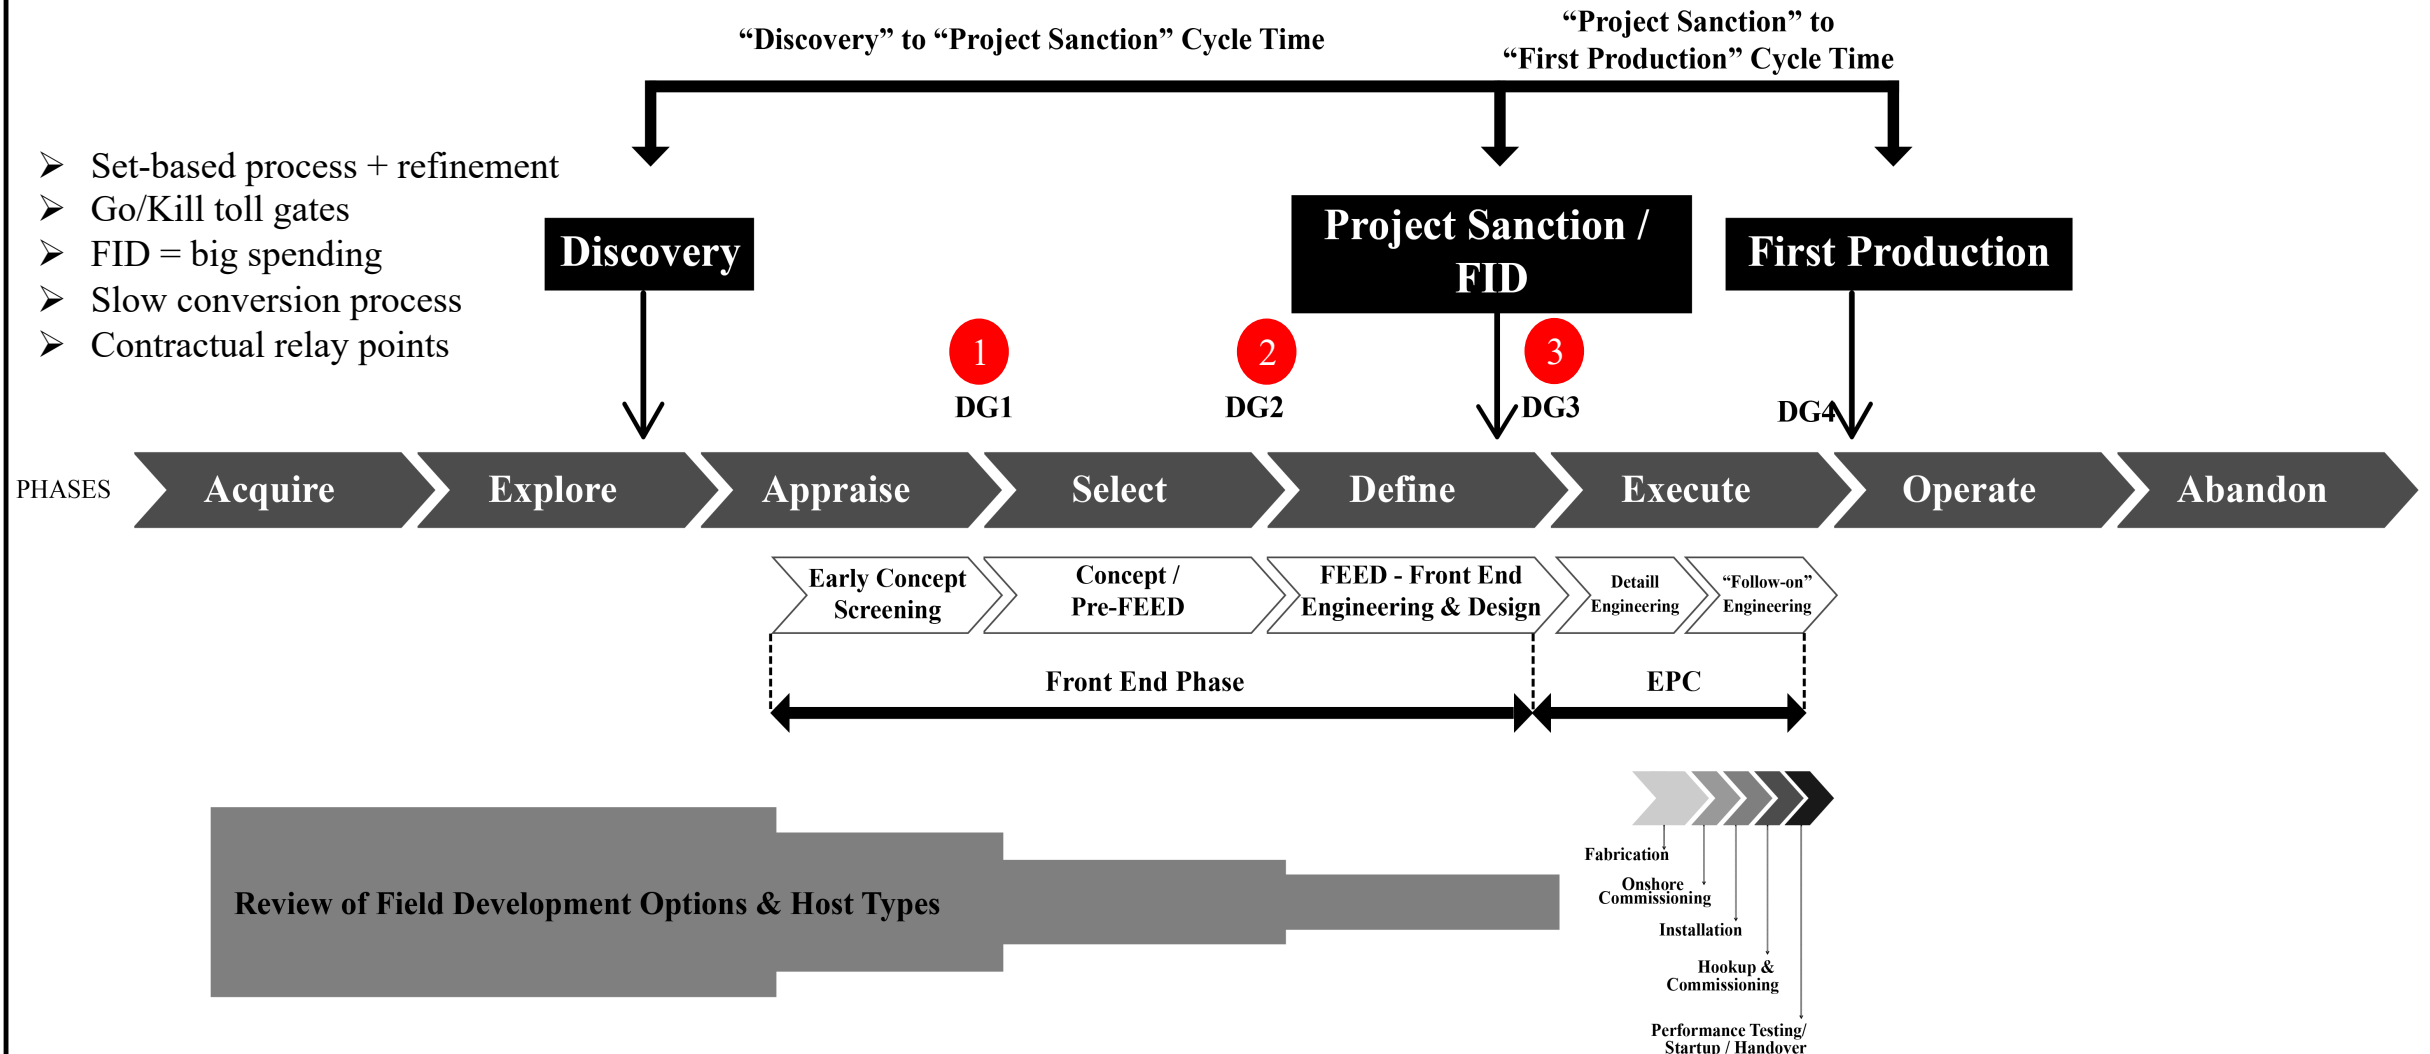 “Discovery” to “Project Sanction” Cycle Time
“Project Sanction” to
“First Production” Cycle Time
Set-based process + refinement
Go/Kill toll gates
FID = big spending
Slow conversion process
Contractual relay points
Discovery
Project Sanction /
FID
First Production
1
2
3
DG1
DG2
DG3
DG4
PHASES
Acquire
Explore
Appraise
Select
Define
Execute
Operate
Abandon
Early Concept
Screening
Concept /
Pre-FEED
FEED - Front End
Engineering & Design
Detaill
Engineering
“Follow-on”
Engineering
Front End Phase
EPC
Review of Field Development Options & Host Types
Fabrication
Onshore
Commissioning
Installation
Hookup &
Commissioning
Performance Testing/
Startup / Handover